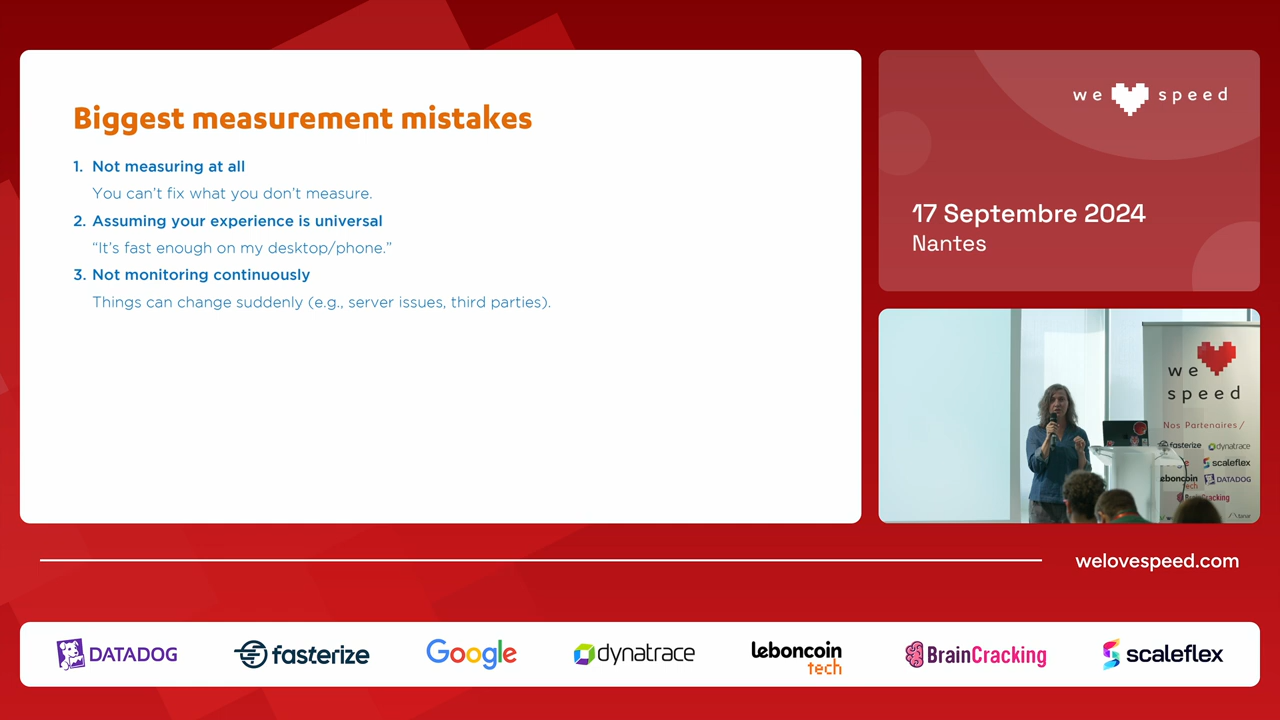 Biggest measurement mistakes
1. Not measuring at all
You can't fix what you don't measure.
2. Assuming your experience is universal
“It's fast enough on my desktop/phone.”
3. Not monitoring continuously
Things can change suddenly (e.g., server issues, third parties).
we speed
17 Septembre 2024
Nantes
we
speed
Nos Partenaires/
fasterize dynatrace
scaleflex
leboncoin DATADOG
tech
BrainCracking
welovespeed.com
DATADOG fasterize Google dynatrace leboncoin tech BrainCracking scaleflex